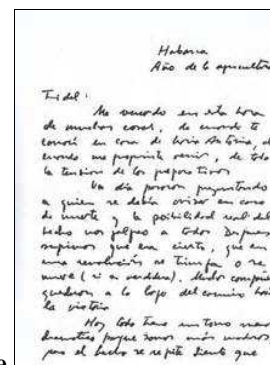 Habana
Año de la agricultura
Fidel:
Me recuerdo en esta hora
de muchas cosas, de cuando te
conocí en casa de María Antonia, de
cuando me propusiste venir, de toda
la tensión de los preparativos
Un día pasaron preguntando
a quien se debía avisar en caso
de muerte y la posibilidad real del
hecho nos golpeó a todos. Después
supimos que era cierto, que en
una revolución se triunfa o se
muere (si es verdadera). Muchos compañeros
quedaron a lo largo del camino hacia
la victoria
Hoy todo tiene un tono menos
dramático porque somos más maduros,
pero el hecho se repite. Siento que